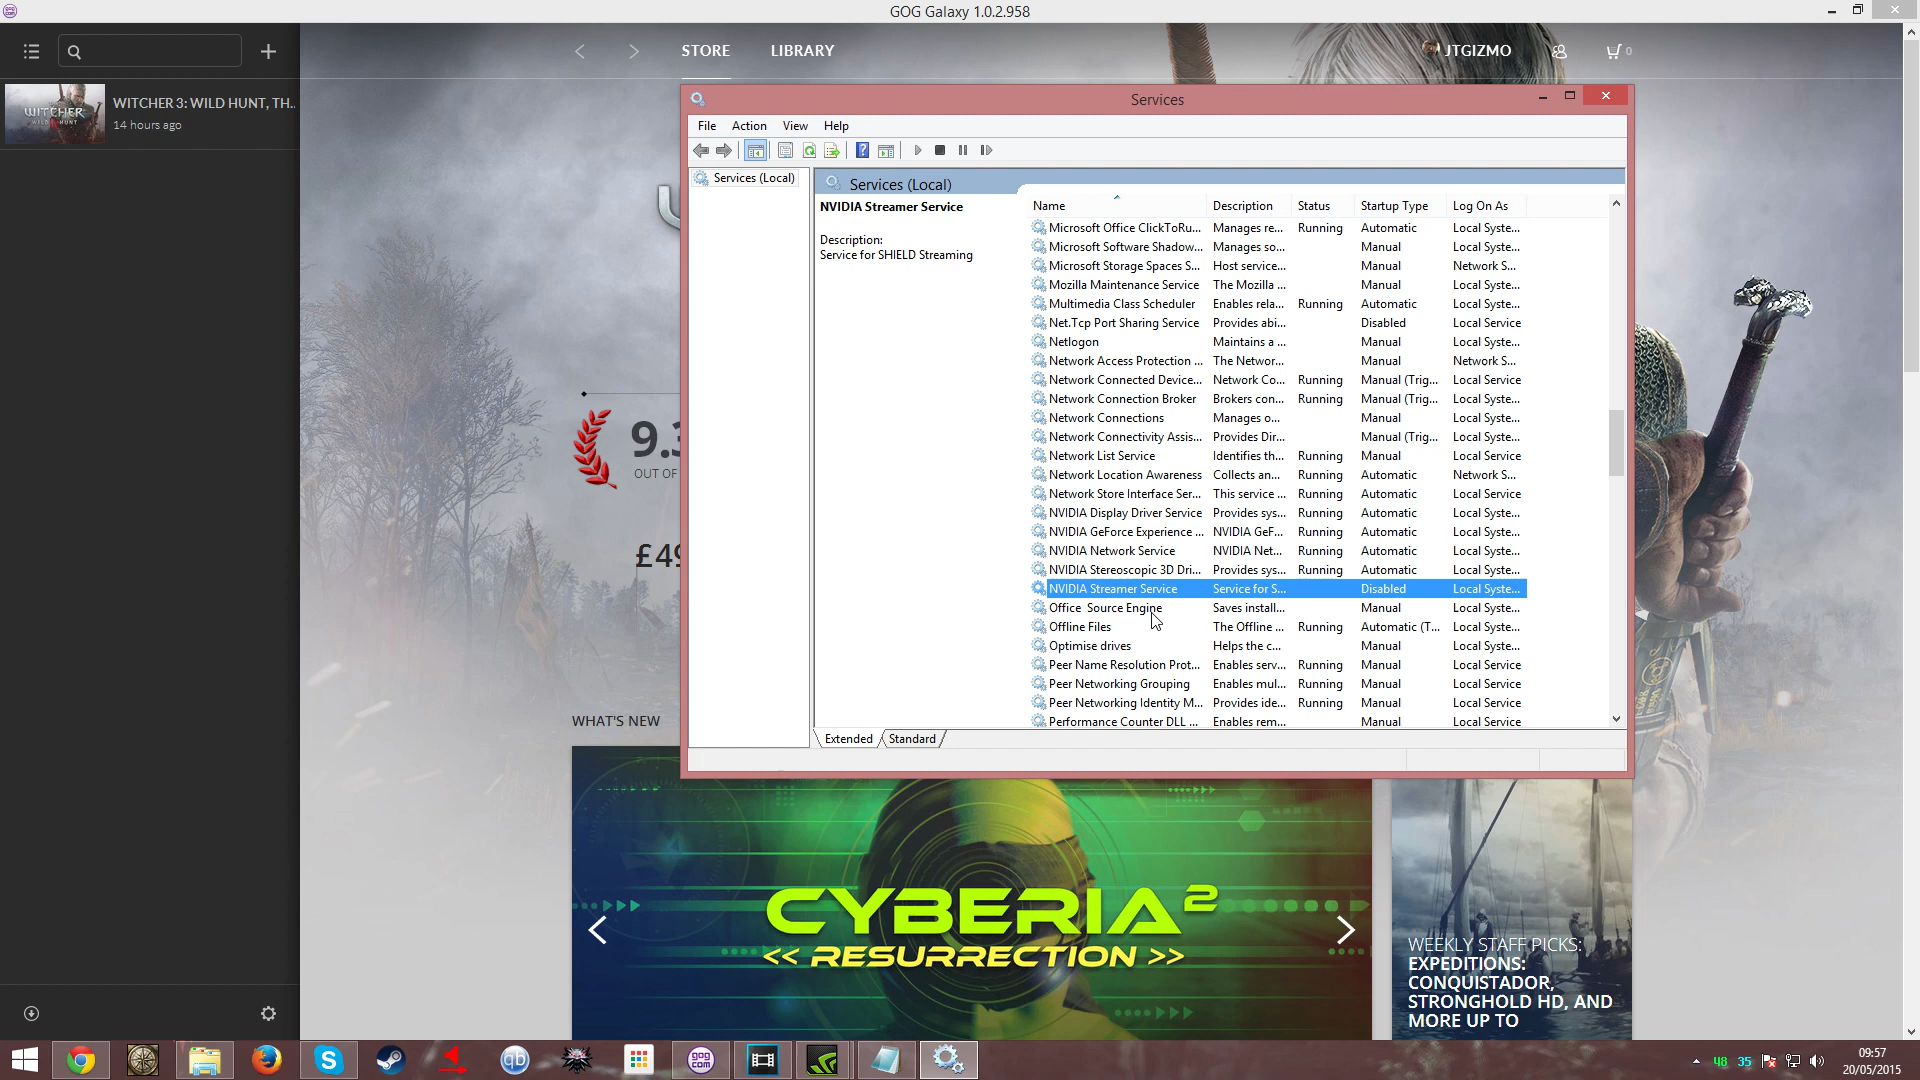 GOG Galaxy 1.0.2.958
STORE
LIBRARY
JTGIZMO
0
WITCHER 3: WILD HUNT, TH..
14 hours ago
Services
File Action View Help
Services (Local)
Services (Local)
NVIDIA Streamer Service
Description:
Service for SHIELD Streaming
Name Description Status Startup Type Log On As
Microsoft Office ClickToRu... Manages re... Running Automatic Local Syste...
Microsoft Software Shadow... Manages so... Manual Local Syste...
Microsoft Storage Spaces S... Host service... Manual Network S...
Mozilla Maintenance Service The Mozilla ... Manual Local Syste...
Multimedia Class Scheduler Enables rela... Running Automatic Local Syste...
Net.Tcp Port Sharing Service Provides abi... Disabled Local Service
Netlogon Maintains a ... Manual Local Syste...
Network Access Protection ... The Networ... Manual Network S...
Network Connected Device... Network Co... Running Manual (Trig... Local Service
Network Connection Broker Brokers con... Running Manual (Trig... Local Syste...
Network Connections Manages o... Manual Local Syste...
Network Connectivity Assis... Provides Dir... Manual (Trig... Local Syste...
Network List Service Identifies th... Running Manual Local Service
Network Location Awareness Collects an... Running Automatic Network S...
Network Store Interface Ser... This service ... Running Automatic Local Service
NVIDIA Display Driver Service Provides sys... Running Automatic Local Syste...
NVIDIA GeForce Experience ... NVIDIA GeF... Running Automatic Local Syste...
NVIDIA Network Service NVIDIA Net... Running Automatic Local Syste...
NVIDIA Stereoscopic 3D Dri... Provides sys... Running Automatic Local Syste...
NVIDIA Streamer Service Service for S... Disabled Local Syste...
Office  Source Engine Saves install... Manual Local Syste...
Offline Files The Offline ... Running Automatic (T... Local Syste...
Optimise drives Helps the c... Manual Local Syste...
Peer Name Resolution Prot... Enables serv... Running Manual Local Service
Peer Networking Grouping Enables mul... Running Manual Local Service
Peer Networking Identity M... Provides ide... Running Manual Local Service
Performance Counter DLL ... Enables rem... Manual Local Service
Extended Standard
9.3
OUT OF
£49
WHAT'S NEW
CYBERIA²
<< RESURRECTION >>
WEEKLY STAFF PICKS:
EXPEDITIONS:
CONQUISTADOR,
STRONGHOLD HD, AND
MORE UP TO
qb
gog
com
48 35
09:57
20/05/2015